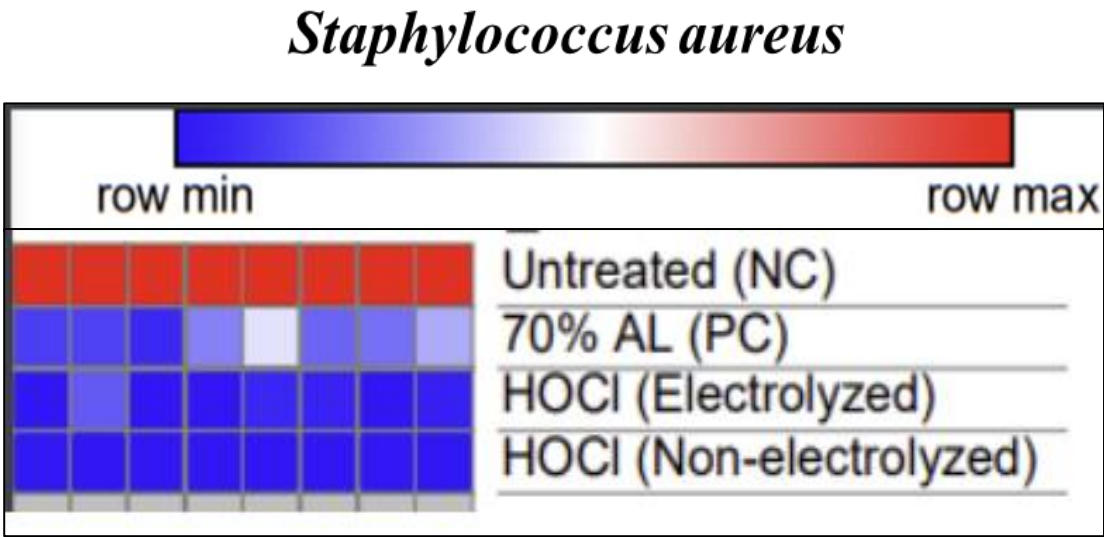 Staphylococcus aureus
row min row max
Untreated (NC)
70% AL (PC)
HOCl (Electrolyzed)
HOCl (Non-electrolyzed)